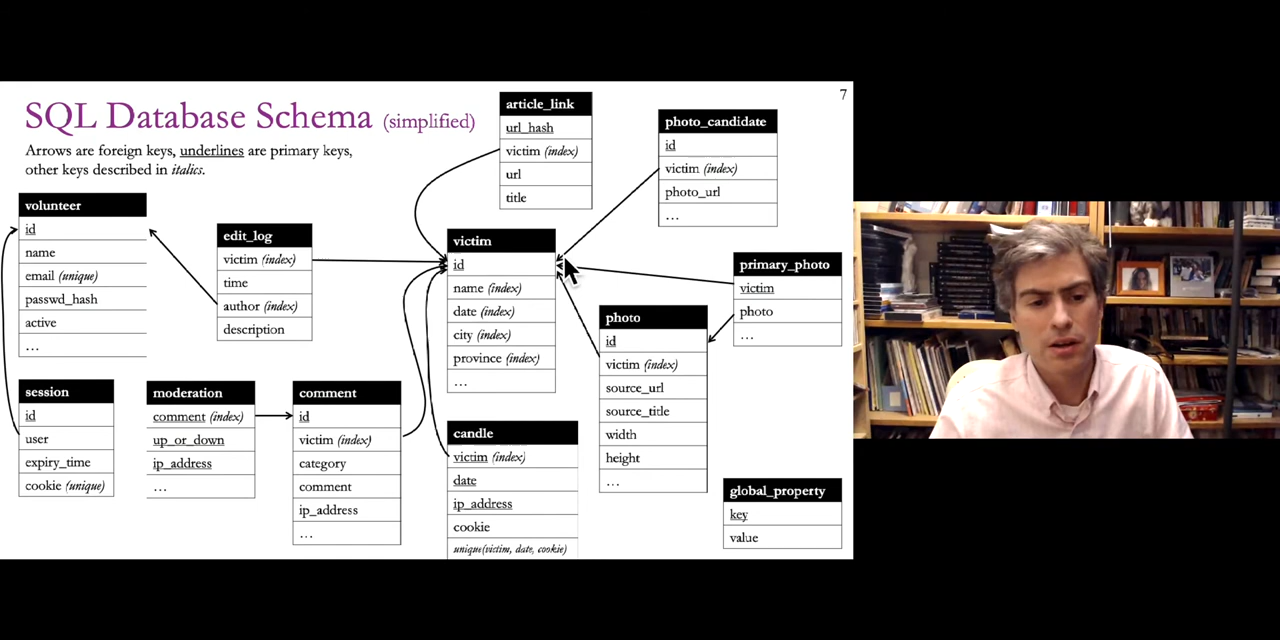 7
SQL Database Schema (simplified)
Arrows are foreign keys, underlines are primary keys,
other keys described in italics.
volunteer
id
name
email (unique)
passwd_hash
active
...
session
id
user
expiry_time
cookie (unique)
edit_log
victim (index)
time
author (index)
description
moderation
comment (index)
up_or_down
ip_address
...
comment
id
victim (index)
category
comment
ip_address
...
article_link
url_hash
victim (index)
url
title
victim
id
name (index)
date (index)
city (index)
province (index)
...
candle
victim (index)
date
ip_address
cookie
unique(victim, date, cookie)
photo_candidate
id
victim (index)
photo_url
...
photo
id
victim (index)
source_url
source_title
width
height
...
primary_photo
victim
photo
...
global_property
key
value